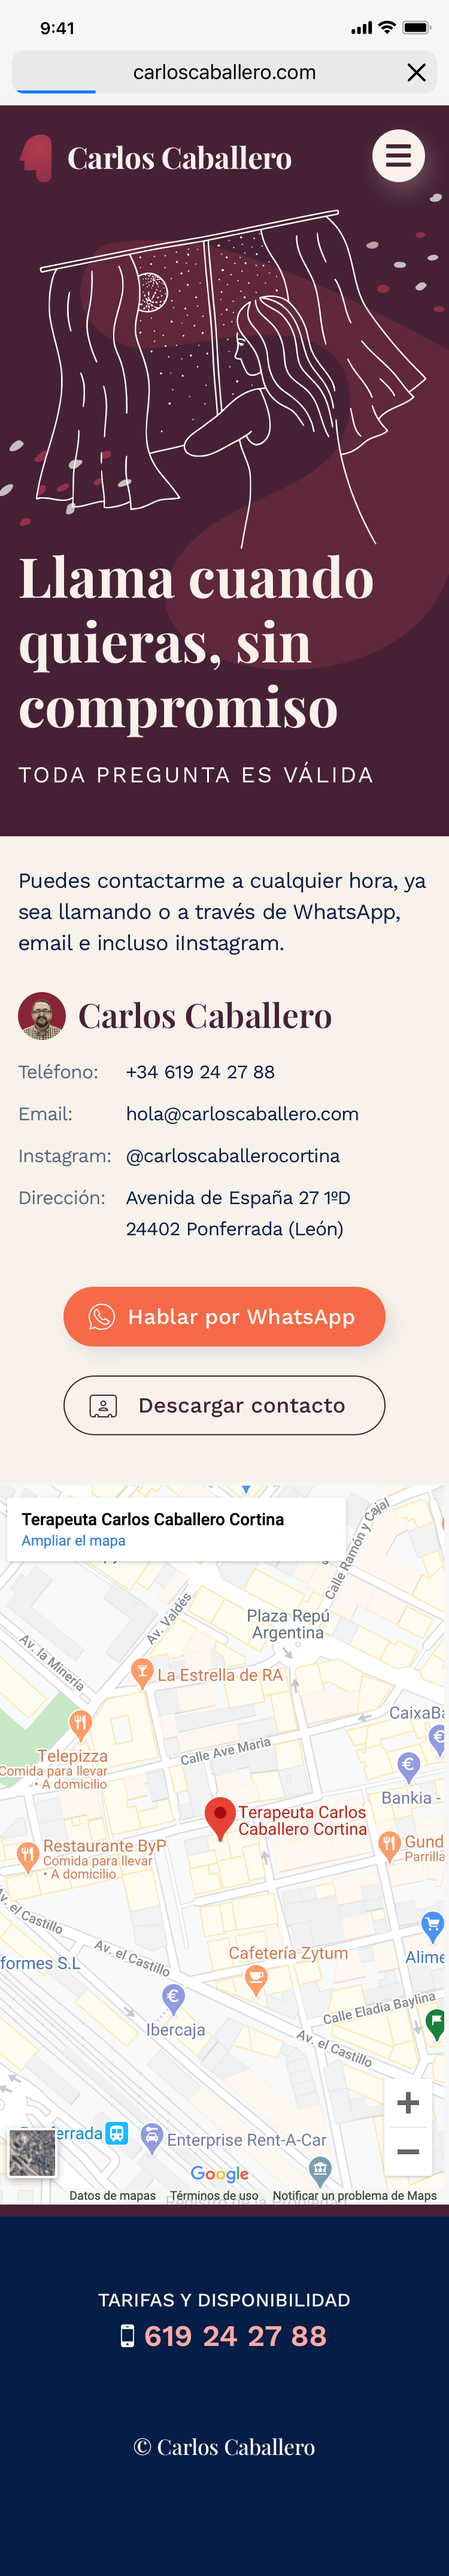 9:41
carloscaballero.com
Carlos Caballero
Llama cuando
quieras, sin
compromiso
TODA PREGUNTA ES VÁLIDA
Puedes contactarme a cualquier hora, ya
sea llamando o a través de WhatsApp,
email e incluso iInstagram.
Carlos Caballero
Teléfono: +34 619 24 27 88
Email: hola@carloscaballero.com
Instagram: @carloscaballerocortina
Dirección: Avenida de España 27 1ºD
24402 Ponferrada (León)
Hablar por WhatsApp
Descargar contacto
Terapeuta Carlos Caballero Cortina
Ampliar el mapa
Calle Ramón y Cajal
Av. Valdés
Plaza Repú
Argentina
Av. la Minería
La Estrella de RA
CaixaBa
Telepizza
Comida para llevar
• A domicilio
Calle Ave Maria
Bankia -
Terapeuta Carlos
Caballero Cortina
Restaurante ByP
Comida para llevar
• A domicilio
Gund
Parrilla
Av. el Castillo
Av. el Castillo
formes S.L
Cafetería Zytum
Alime
Ibercaja
Calle Eladia Baylina
Av. el Castillo
errada
Enterprise Rent-A-Car
Google
Datos de mapas Términos de uso Notificar un problema de Maps
TARIFAS Y DISPONIBILIDAD
619 24 27 88
© Carlos Caballero